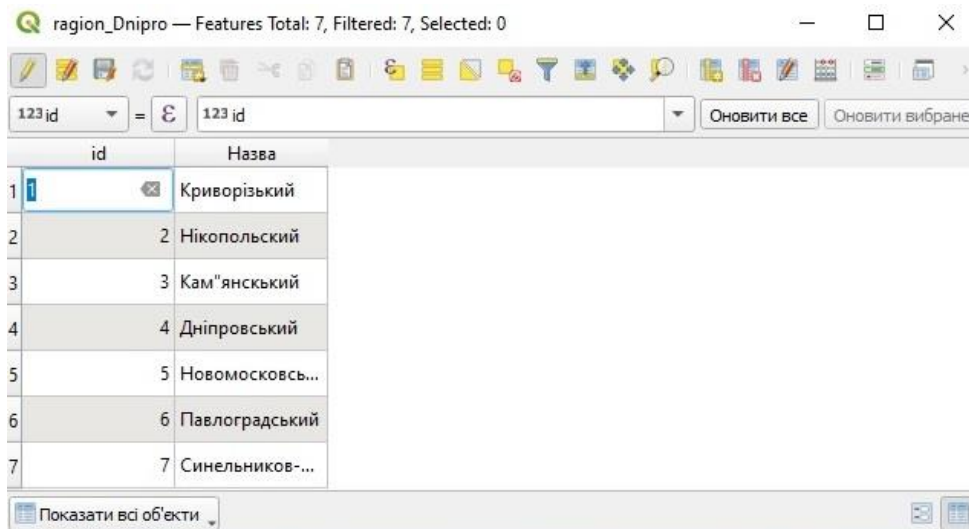 ragion_Dnipro — Features Total: 7, Filtered: 7, Selected: 0
123 id = ε 123 id Оновити все Оновити вибране
id Назва
1 1 Криворізький
2 2 Нікопольский
3 3 Кам"янскький
4 4 Дніпровський
5 5 Новомосковсь...
6 6 Павлоградський
7 7 Синельников-...
Показати всі об'єкти